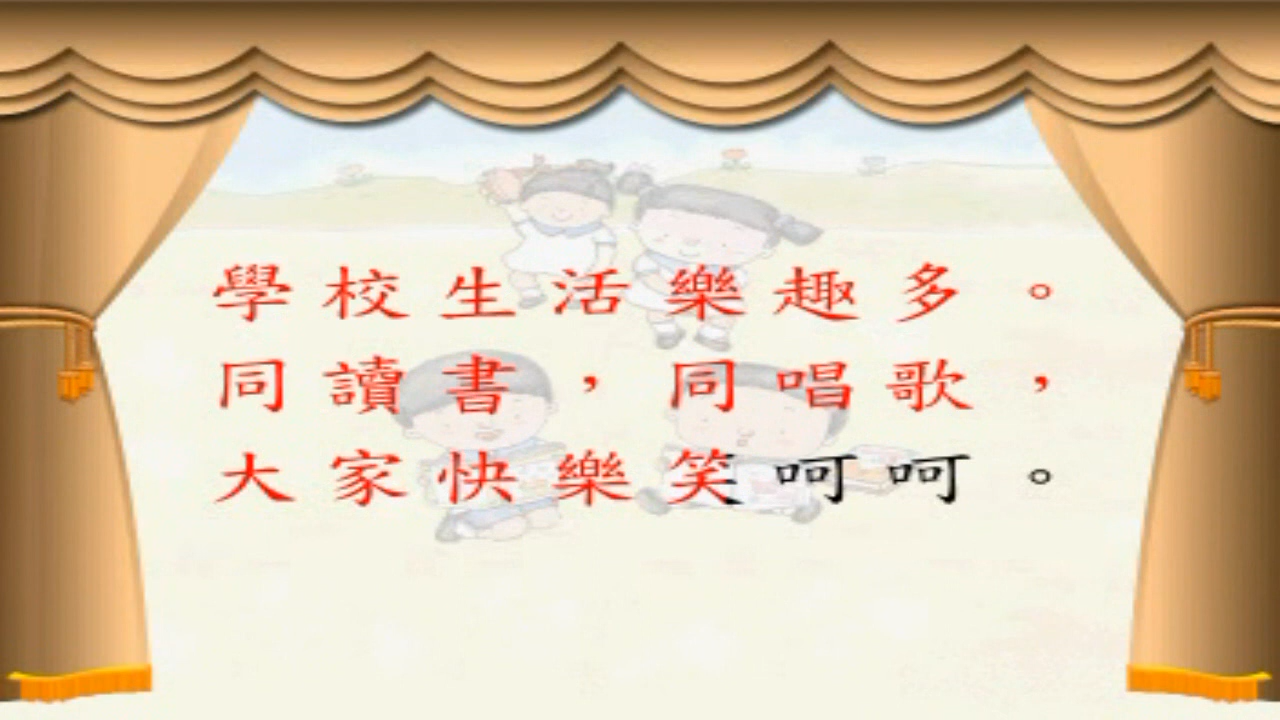 學校生活樂趣多。
同讀書，同唱歌，
大家快樂笑呵呵。